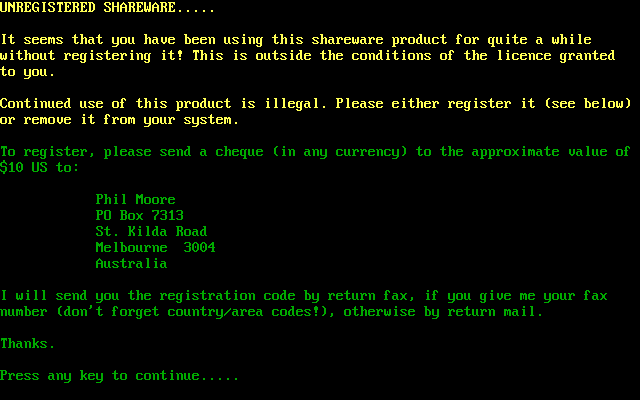 UNREGISTERED SHAREWARE.....
It seems that you have been using this shareware product for quite a while
without registering it! This is outside the conditions of the licence granted
to you.
Continued use of this product is illegal. Please either register it (see below)
or remove it from your system.
To register, please send a cheque (in any currency) to the approximate value of
$10 US to:
Phil Moore
PO Box 7313
St. Kilda Road
Melbourne  3004
Australia
I will send you the registration code by return fax, if you give me your fax
number (don't forget country/area codes!), otherwise by return mail.
Thanks.
Press any key to continue.....